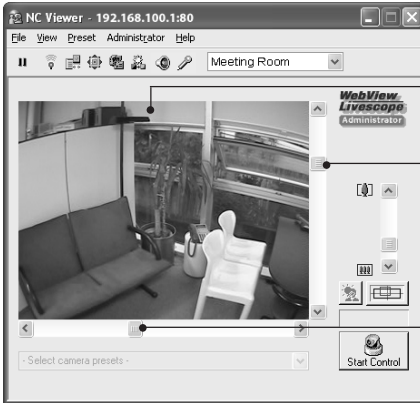 NC Viewer - 192.168.100.1:80
File View Preset Administrator Help
Meeting Room
WebView
Livescope
Administrator
- Select camera presets -
Start Control